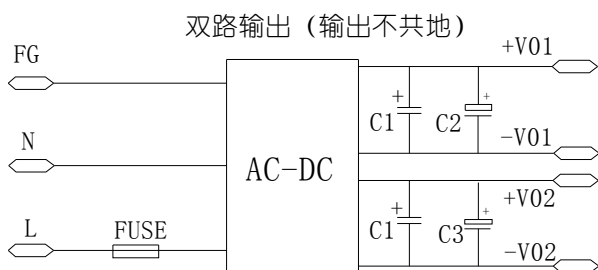 双路输出（输出不共地）
FG
N
L
FUSE
AC-DC
+
C1
+
C2
+V01
-V01
+
C1
+
C3
+V02
-V02